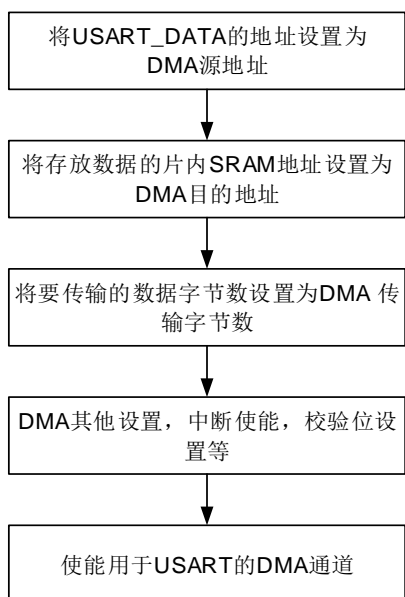 将USART_DATA的地址设置为
DMA源地址
将存放数据的片内SRAM地址设置为
DMA目的地址
将要传输的数据字节数设置为DMA 传
输字节数
DMA其他设置，中断使能，校验位设
置等
使能用于USART的DMA通道